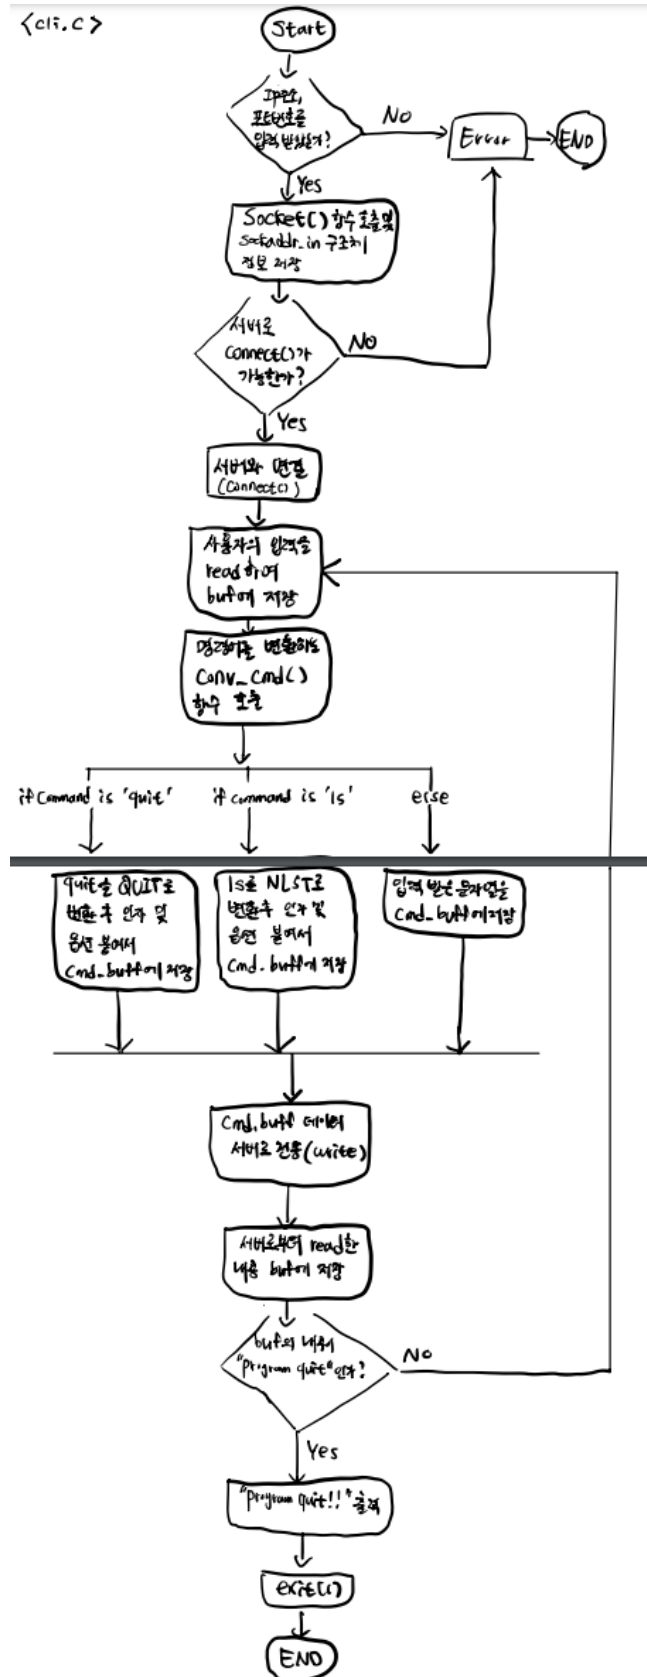 <cli.c>
Start
IP주소,
포트번호를
입력 받았는가?
No
Error
END
Yes
Socket() 함수 호출 및
sockaddr_in 구조체
정보 저장
서버로
connect()가
가능한가?
No
Yes
서버와 연결
(connect())
사용자의 입력을
read하여
buf에 저장
명령어를 변환하는
Conv_cmd()
함수 호출
if command is 'quit'
if command is 'ls'
else
quit을 QUIT로
변환 후 인자 및
옵션 붙여서
cmd_buff에 저장
ls를 NLST로
변환후 인자 및
옵션 붙여서
cmd_buff에 저장
입력 받은 문자열을
cmd_buff에 저장
cmd_buff 데이터
서버로 전송(write)
서버로부터 read한
내용 buf에 저장
buf의 내용이
"program quit" 인가?
No
Yes
"Program quit!!" 출력
exit(1)
END